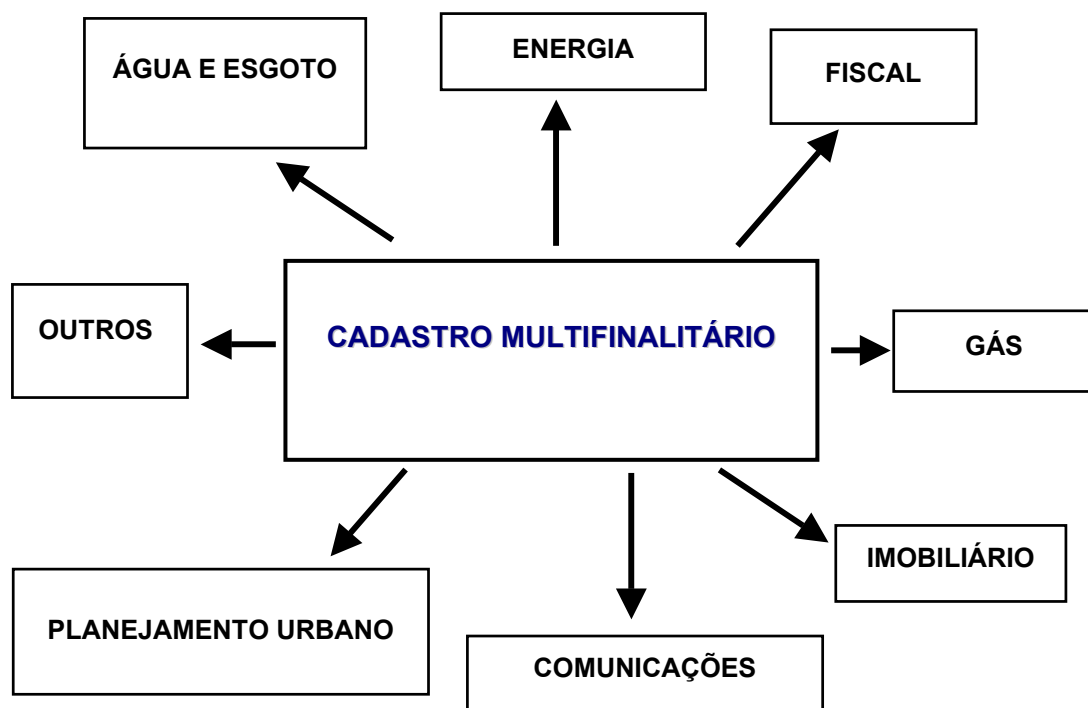 ÁGUA E ESGOTO
ENERGIA
FISCAL
OUTROS
CADASTRO MULTIFINALITÁRIO
GÁS
IMOBILIÁRIO
PLANEJAMENTO URBANO
COMUNICAÇÕES